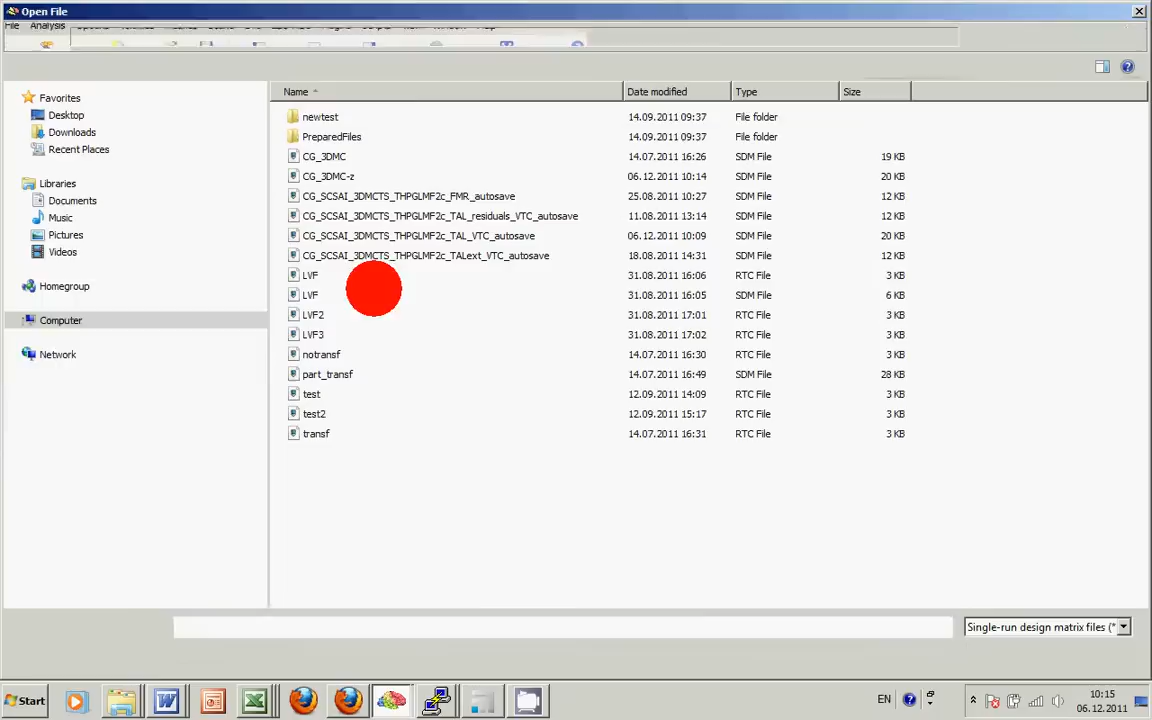 Open File
File Analysis
Name Date modified Type Size
Favorites
Desktop
Downloads
Recent Places
Libraries
Documents
Music
Pictures
Videos
Homegroup
Computer
Network
newtest 14.09.2011 09:37 File folder
PreparedFiles 14.09.2011 09:37 File folder
CG_3DMC 14.07.2011 16:26 SDM File 19 KB
CG_3DMC-z 06.12.2011 10:14 SDM File 20 KB
CG_SCSAI_3DMCTS_THPGLMF2c_FMR_autosave 25.08.2011 10:27 SDM File 12 KB
CG_SCSAI_3DMCTS_THPGLMF2c_TAL_residuals_VTC_autosave 11.08.2011 13:14 SDM File 12 KB
CG_SCSAI_3DMCTS_THPGLMF2c_TAL_VTC_autosave 06.12.2011 10:09 SDM File 20 KB
CG_SCSAI_3DMCTS_THPGLMF2c_TALext_VTC_autosave 18.08.2011 14:31 SDM File 12 KB
LVF 31.08.2011 16:06 RTC File 3 KB
LVF 31.08.2011 16:05 SDM File 6 KB
LVF2 31.08.2011 17:01 RTC File 3 KB
LVF3 31.08.2011 17:02 RTC File 3 KB
notransf 14.07.2011 16:30 RTC File 3 KB
part_transf 14.07.2011 16:49 SDM File 28 KB
test 12.09.2011 14:09 RTC File 3 KB
test2 12.09.2011 15:17 RTC File 3 KB
transf 14.07.2011 16:31 RTC File 3 KB
Single-run design matrix files (*
Start EN 10:15
06.12.2011